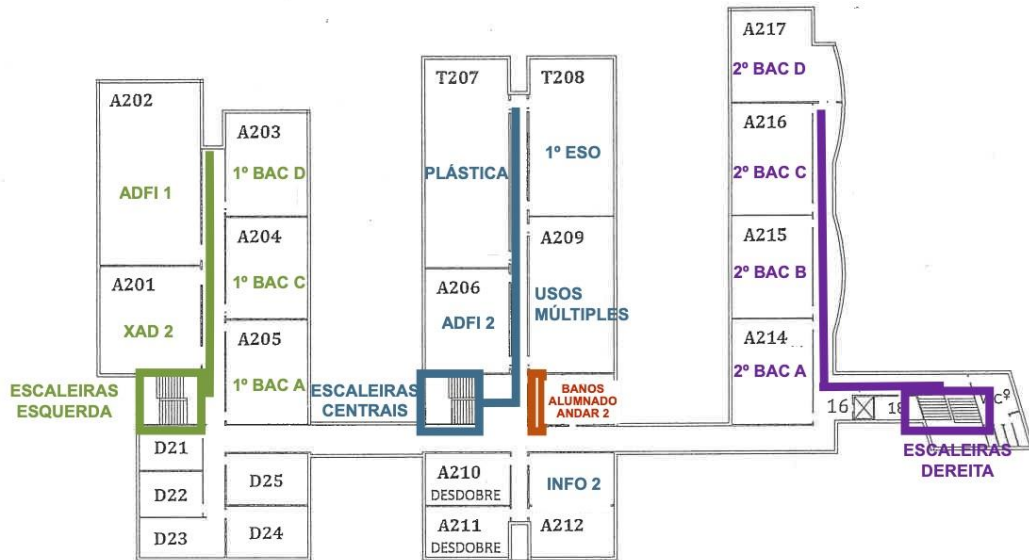 A202
ADFI 1
A201
XAD 2
A203
1º BAC D
A204
1º BAC C
A205
1º BAC A
ESCALEIRAS
ESQUERDA
D21
D22
D23
D25
D24
T207
PLÁSTICA
A206
ADFI 2
T208
1º ESO
A209
USOS
MÚLTIPLES
ESCALEIRAS
CENTRAIS
BANOS
ALUMNADO
ANDAR 2
A210
DESDOBRE
A211
DESDOBRE
INFO 2
A212
A217
2º BAC D
A216
2º BAC C
A215
2º BAC B
A214
2º BAC A
16
18
ESCALEIRAS
DEREITA